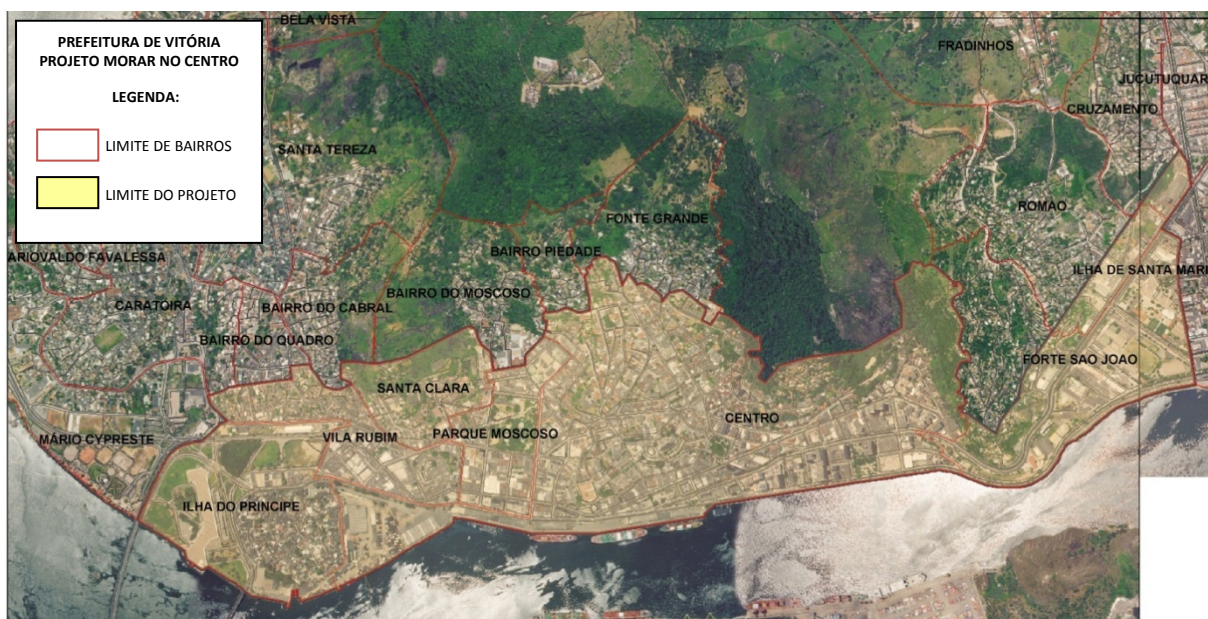 PREFEITURA DE VITÓRIA
PROJETO MORAR NO CENTRO
LEGENDA:
LIMITE DE BAIRROS
LIMITE DO PROJETO
BELA VISTA
FRADINHOS
JUCUTUQUAR
CRUZAMENTO
SANTA TEREZA
ROMAO
FONTE GRANDE
BAIRRO PIEDADE
ARIOVALDO FAVALESSA
ILHA DE SANTA MARI
CARATOIRA
BAIRRO DO CABRAL
BAIRRO DO MOSCOSO
BAIRRO DO QUADRO
FORTE SAO JOAO
SANTA CLARA
CENTRO
MÁRIO CYPRESTE
VILA RUBIM
PARQUE MOSCOSO
ILHA DO PRINCIPE